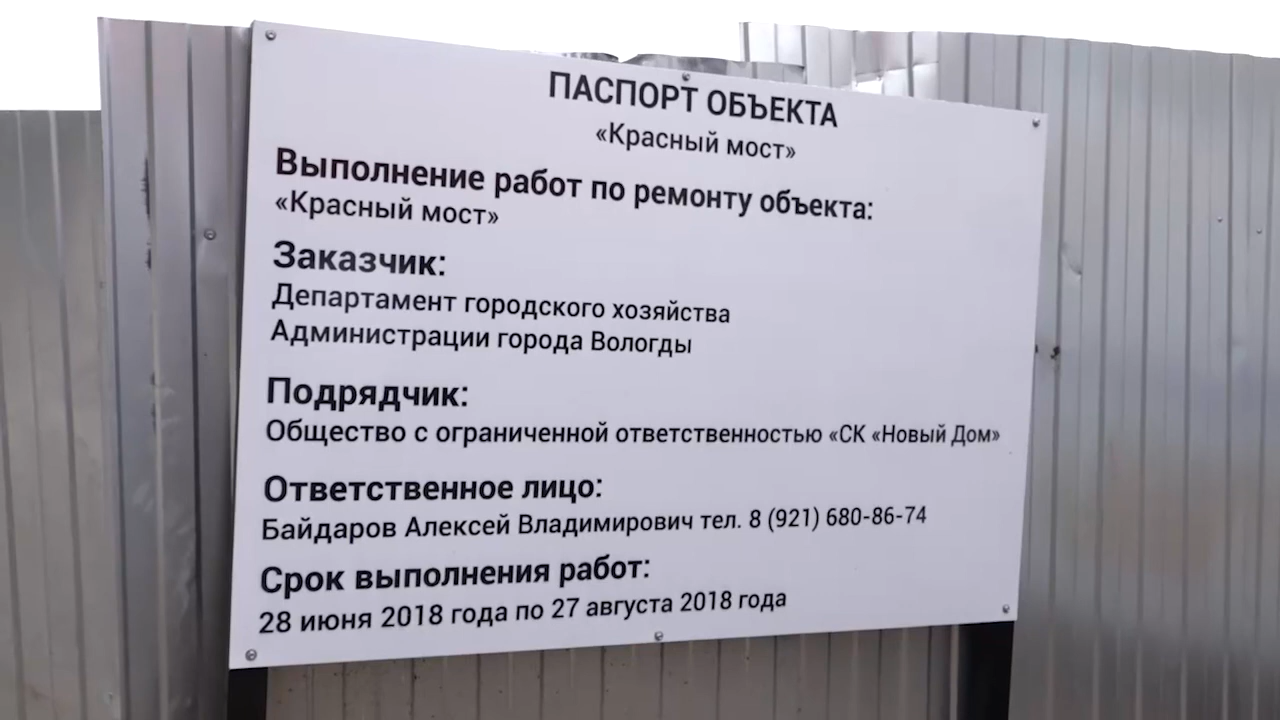 ПАСПОРТ ОБЪЕКТА
«Красный мост»
Выполнение работ по ремонту объекта:
«Красный мост»
Заказчик:
Департамент городского хозяйства
Администрации города Вологды
Подрядчик:
Общество с ограниченной ответственностью «СК «Новый Дом»
Ответственное лицо:
Байдаров Алексей Владимирович тел. 8 (921) 680-86-74
Срок выполнения работ:
28 июня 2018 года по 27 августа 2018 года